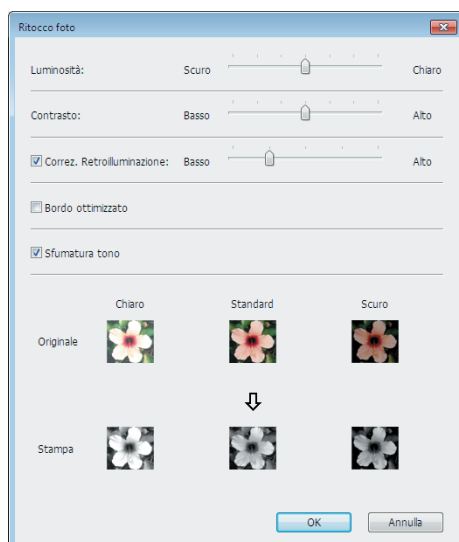 Ritocco foto
Luminosità: Scuro Chiaro
Contrasto: Basso Alto
Correz. Retroilluminazione: Basso Alto
Bordo ottimizzato
Sfumatura tono
Chiaro Standard Scuro
Originale
Stampa
OK Annulla